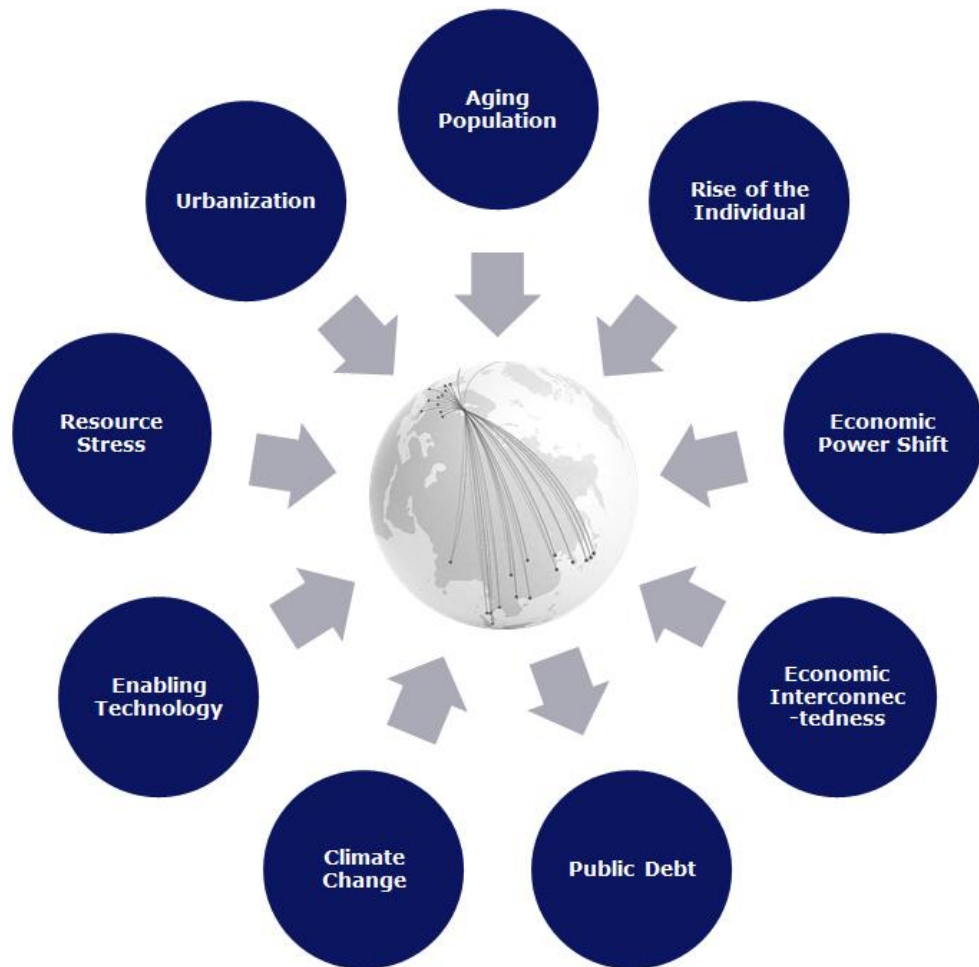 Aging
Population
Rise of the
Individual
Economic
Power Shift
Economic
Interconnec
-tedness
Public Debt
Climate
Change
Enabling
Technology
Resource
Stress
Urbanization